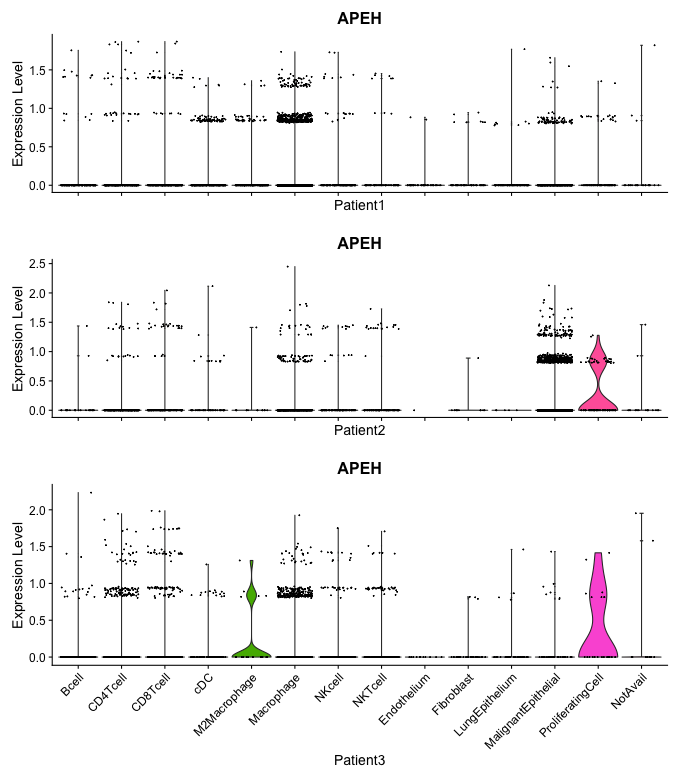 APEH
Expression Level
1.5
1.0
0.5
0.0
Patient1
APEH
Expression Level
2.5
2.0
1.5
1.0
0.5
0.0
Patient2
APEH
Expression Level
2.0
1.5
1.0
0.5
0.0
Bcell
CD4Tcell
CD8Tcell
cDC
M2Macrophage
Macrophage
NKcell
NKTcell
Endothelium
Fibroblast
LungEpithelium
MalignantEpithelial
ProliferatingCell
NotAvail
Patient3